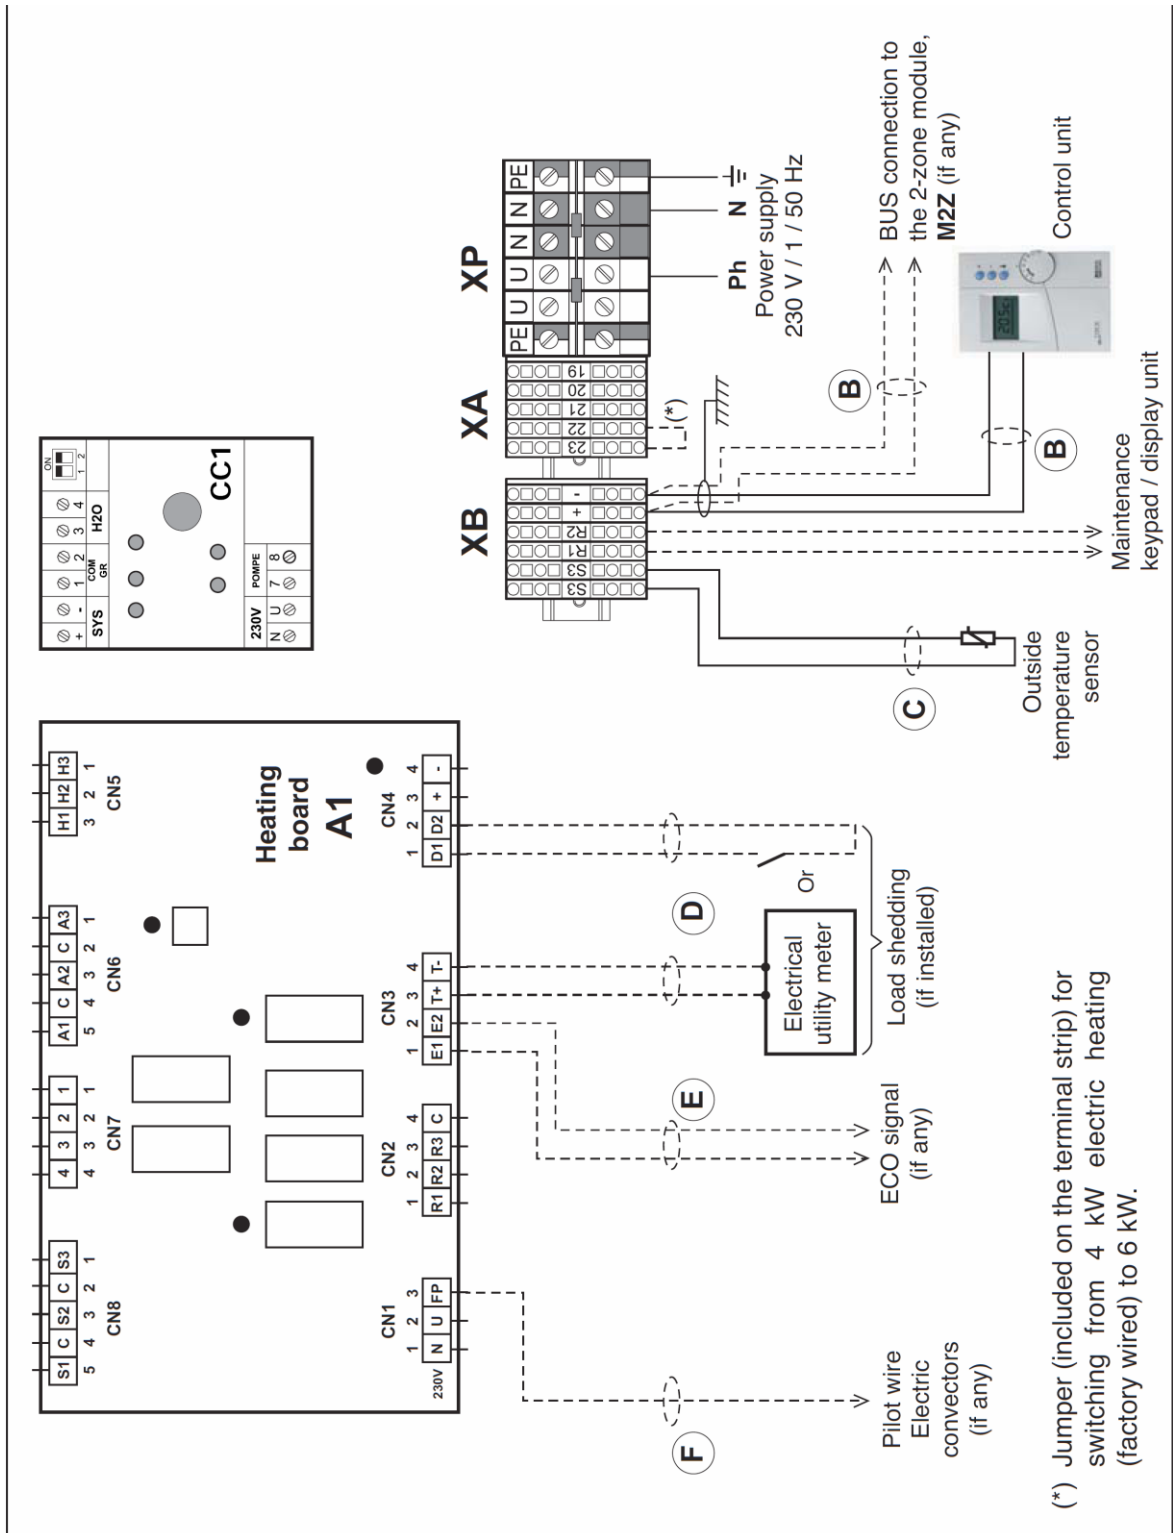 S1 C S2 C S3
5 4 3 2 1
CN8
4 3 2 1
4 3 2 1
CN7
A1 C A2 C A3
5 4 3 2 1
CN6
H1 H2 H3
3 2 1
CN5
Heating
board
A1
CN1
1 2 3
230V N U FP
CN2
1 2 3 4
R1 R2 R3 C
CN3
1 2 3 4
E1 E2 T+ T-
CN4
1 2 3 4
D1 D2 + -
ON
1 2
+ - 1 2 3 4
SYS
COM
GR
H2O
CC1
230V POMPE
N U 7 8
XB XA XP
S3 S3 R1 R2 + -
23 22 21 20 19
PE U U N N PE
(*)
Ph N
Power supply
230 V / 1 / 50 Hz
F
E
D
C
B
B
Or
Electrical
utility meter
Pilot wire
Electric
convectors
(if any)
ECO signal
(if any)
Load shedding
(if installed)
Outside
temperature
sensor
Maintenance
keypad / display unit
BUS connection to
the 2-zone module,
M2Z (if any)
Control unit
(*) Jumper (included on the terminal strip) for
switching from 4 kW electric heating
(factory wired) to 6 kW.